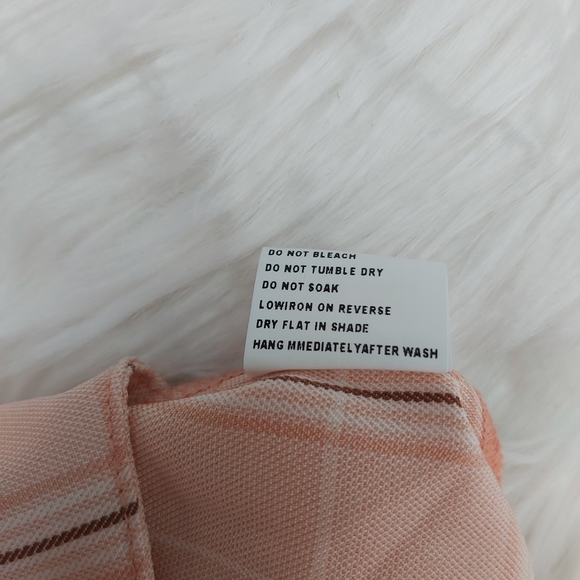 DO NOT BLEACH
DO NOT TUMBLE DRY
DO NOT SOAK
LOWIRON ON REVERSE
DRY FLAT IN SHADE
HANG MMEDIATELYAFTER WASH